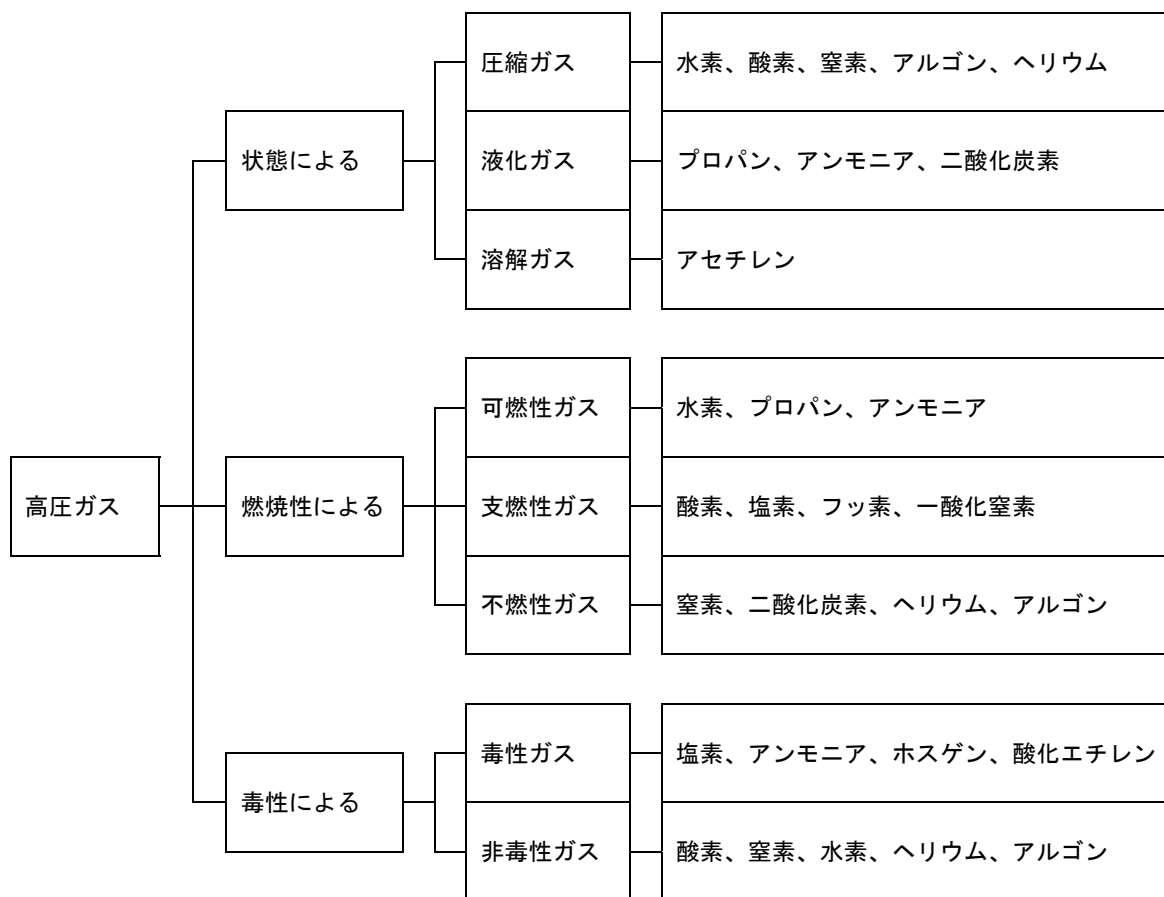 高圧ガス
状態による
圧縮ガス
水素、酸素、窒素、アルゴン、ヘリウム
液化ガス
プロパン、アンモニア、二酸化炭素
溶解ガス
アセチレン
燃焼性による
可燃性ガス
水素、プロパン、アンモニア
支燃性ガス
酸素、塩素、フッ素、一酸化窒素
不燃性ガス
窒素、二酸化炭素、ヘリウム、アルゴン
毒性による
毒性ガス
塩素、アンモニア、ホスゲン、酸化エチレン
非毒性ガス
酸素、窒素、水素、ヘリウム、アルゴン